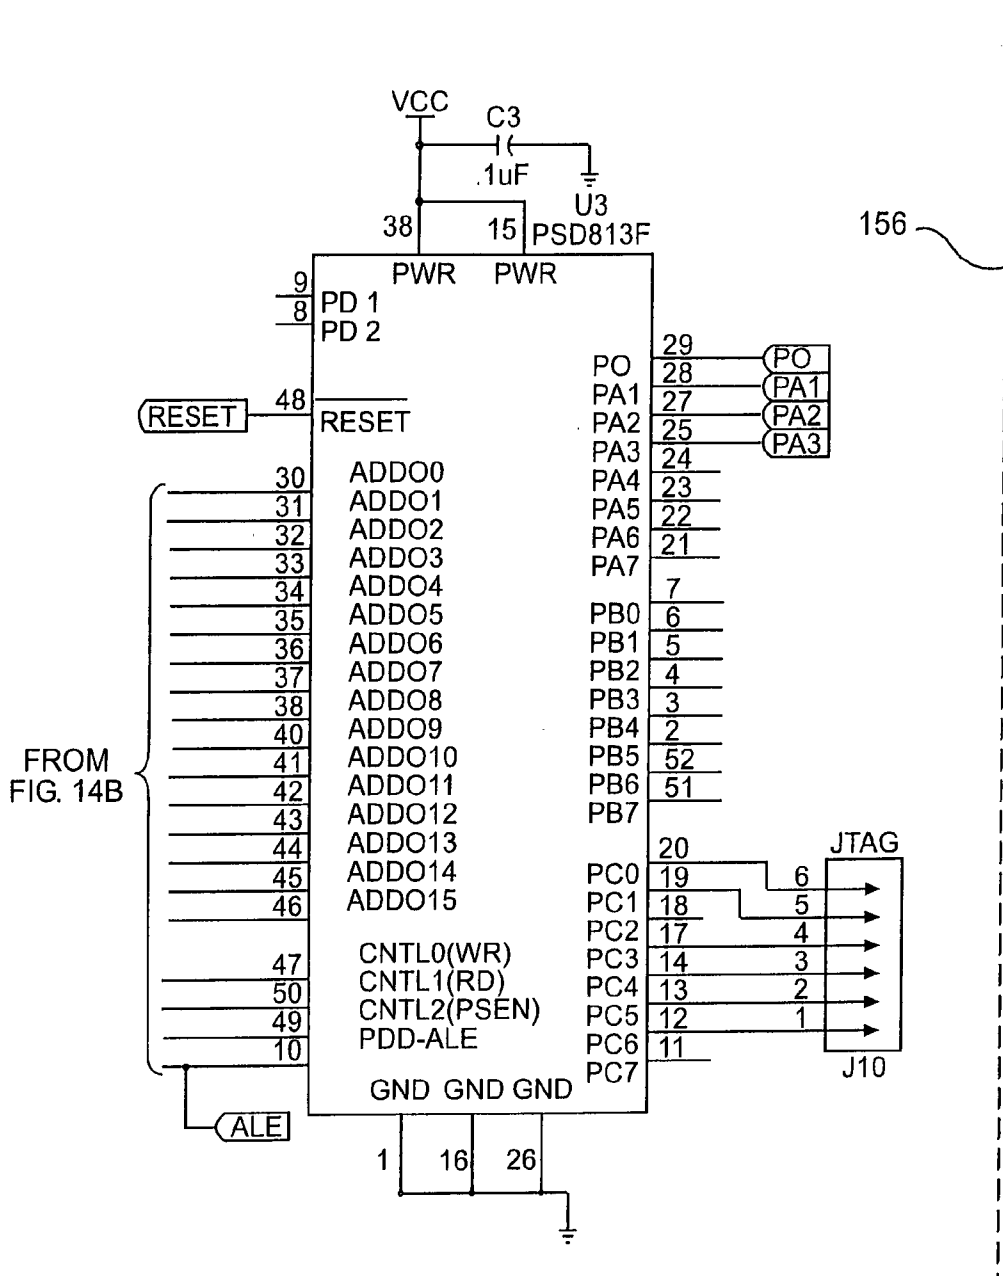 VCC
C3
.1uF
U3
PSD813F
156
38
15
PWR
PWR
9
PD 1
8
PD 2
48
RESET
RESET
30
ADDO0
31
ADDO1
32
ADDO2
33
ADDO3
34
ADDO4
35
ADDO5
36
ADDO6
37
ADDO7
38
ADDO8
40
ADDO9
41
ADDO10
42
ADDO11
43
ADDO12
44
ADDO13
45
ADDO14
46
ADDO15
FROM
FIG. 14B
47
CNTL0(WR)
50
CNTL1(RD)
49
CNTL2(PSEN)
10
PDD-ALE
ALE
29
PO
PO
28
PA1
PA1
27
PA2
PA2
25
PA3
PA3
24
PA4
23
PA5
22
PA6
21
PA7
7
PB0
6
PB1
5
PB2
4
PB3
3
PB4
2
PB5
52
PB6
51
PB7
20
PC0
19
PC1
18
PC2
17
PC3
14
PC4
13
PC5
12
PC6
11
PC7
JTAG
6
5
4
3
2
1
J10
GND GND GND
1
16
26